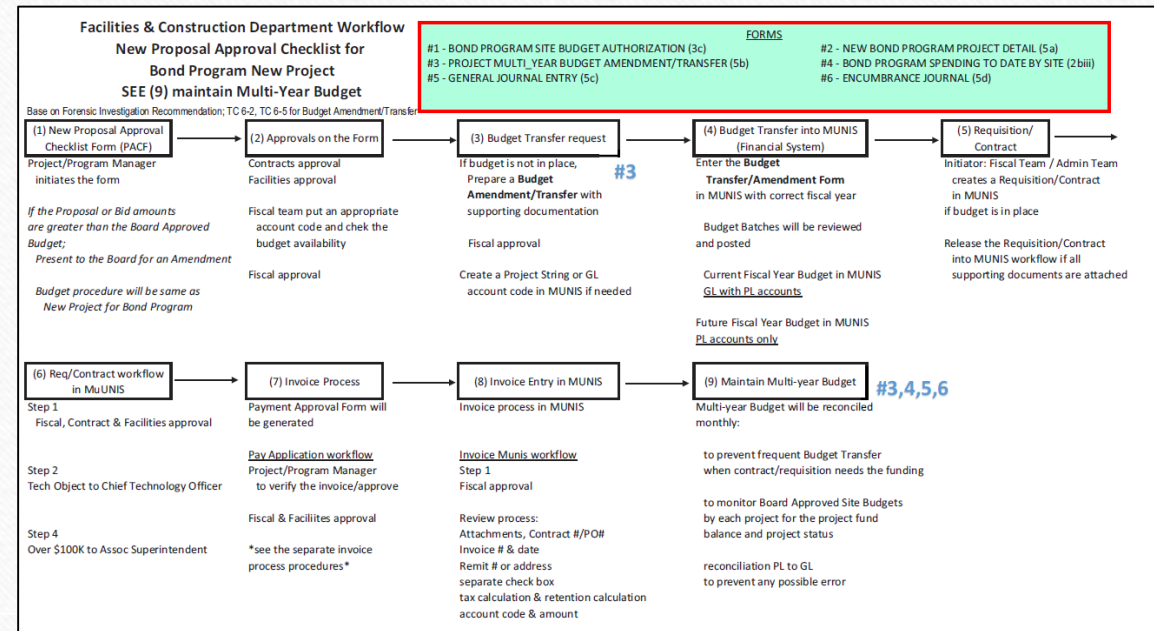 Facilities & Construction Department Workflow
New Proposal Approval Checklist for
Bond Program New Project
SEE (9) maintain Multi-Year Budget
Base on Forensic Investigation Recommendation; TC 6-2, TC 6-5 for Budget Amendment/Transfer
FORMS
#1 - BOND PROGRAM SITE BUDGET AUTHORIZATION (3c)
#2 - NEW BOND PROGRAM PROJECT DETAIL (5a)
#3 - PROJECT MULTI_YEAR BUDGET AMENDMENT/TRANSFER (5b)
#4 - BOND PROGRAM SPENDING TO DATE BY SITE (2biii)
#5 - GENERAL JOURNAL ENTRY (5c)
#6 - ENCUMBRANCE JOURNAL (5d)
(1) New Proposal Approval
Checklist Form (PACF)
Project/Program Manager
initiates the form
If the Proposal or Bid amounts
are greater than the Board Approved
Budget;
Present to the Board for an Amendment
Budget procedure will be same as
New Project for Bond Program
(2) Approvals on the Form
Contracts approval
Facilities approval
Fiscal team put an appropriate
account code and chek the
budget availability
Fiscal approval
(3) Budget Transfer request
If budget is not in place,
Prepare a Budget
Amendment/Transfer with
supporting documentation
Fiscal approval
Create a Project String or GL
account code in MUNIS if needed
#3
(4) Budget Transfer into MUNIS
(Financial System)
Enter the Budget
Transfer/Amendment Form
in MUNIS with correct fiscal year
Budget Batches will be reviewed
and posted
Current Fiscal Year Budget in MUNIS
GL with PL accounts
Future Fiscal Year Budget in MUNIS
PL accounts only
(5) Requisition/
Contract
Initiator: Fiscal Team / Admin Team
creates a Requisition/Contract
in MUNIS
if budget is in place
Release the Requisition/Contract
into MUNIS workflow if all
supporting documents are attached
(6) Req/Contract workflow
in MuUNIS
Step 1
Fiscal, Contract & Facilities approval
Step 2
Tech Object to Chief Technology Officer
Step 4
Over $100K to Assoc Superintendent
(7) Invoice Process
Payment Approval Form will
be generated
Pay Application workflow
Project/Program Manager
to verify the invoice/approve
Fiscal & Faciliites approval
*see the separate invoice
process procedures*
(8) Invoice Entry in MUNIS
Invoice process in MUNIS
Invoice Munis workflow
Step 1
Fiscal approval
Review process:
Attachments, Contract #/PO#
Invoice # & date
Remit # or address
separate check box
tax calculation & retention calculation
account code & amount
(9) Maintain Multi-year Budget
#3,4,5,6
Multi-year Budget will be reconciled
monthly:
to prevent frequent Budget Transfer
when contract/requisition needs the funding
to monitor Board Approved Site Budgets
by each project for the project fund
balance and project status
reconciliation PL to GL
to prevent any possible error